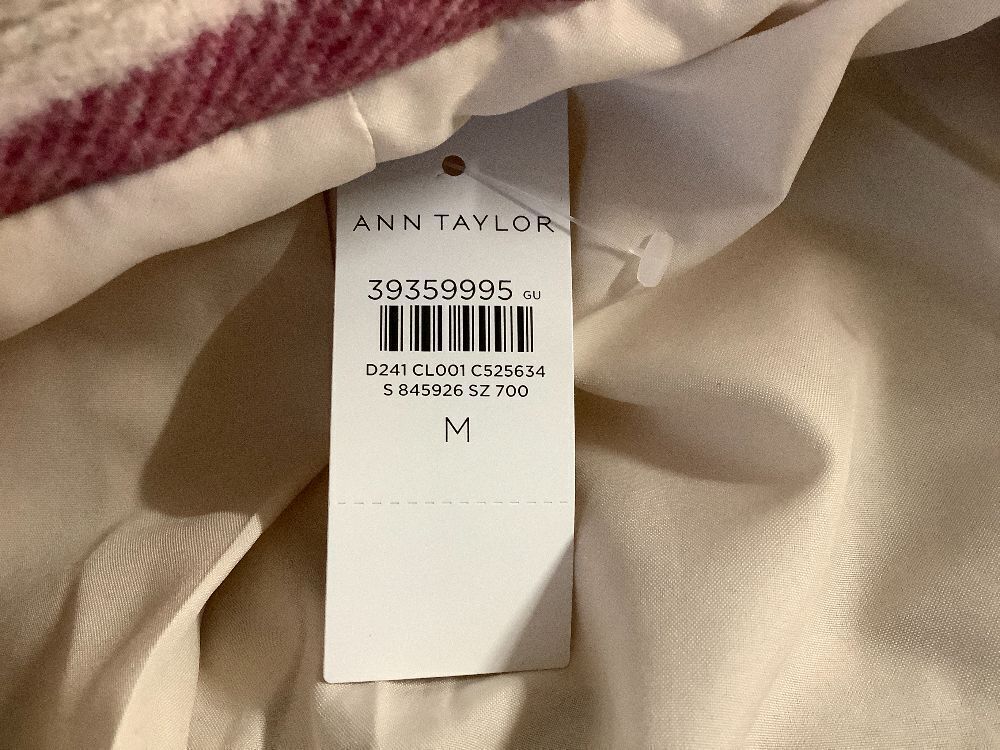 ANN TAYLOR
39359995 GU
D241 CL001 C525634
S 845926 SZ 700
M